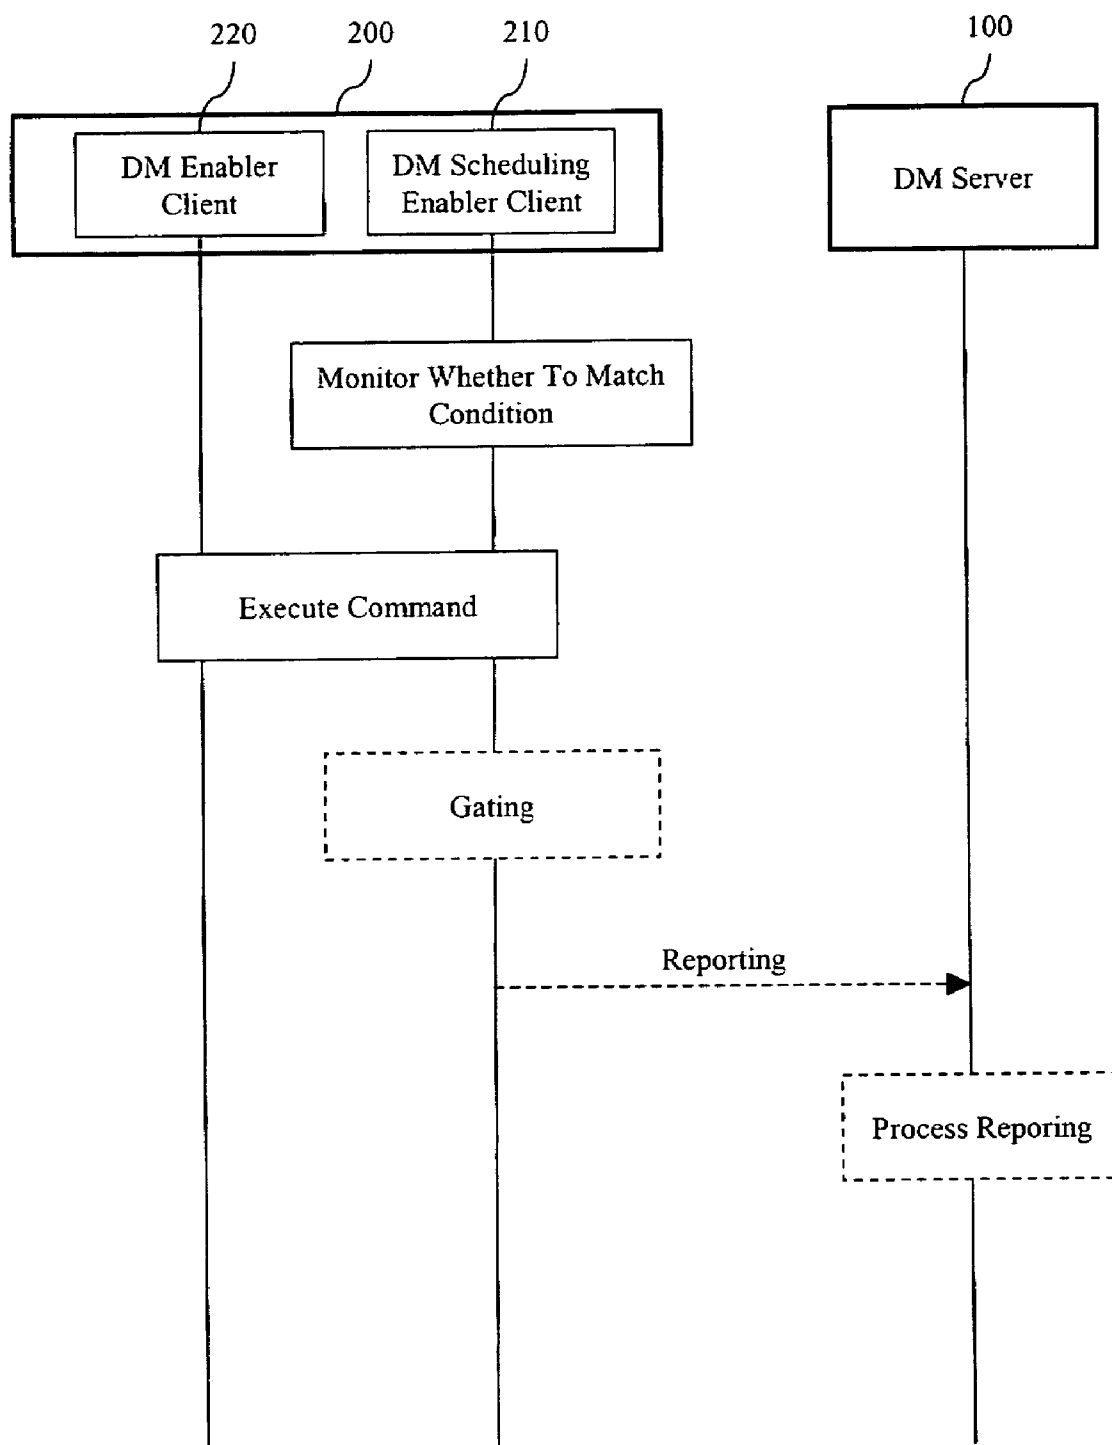 220
200
210
100
DM Enabler
Client
DM Scheduling
Enabler Client
DM Server
Monitor Whether To Match
Condition
Execute Command
Gating
Reporting
Process Reporing